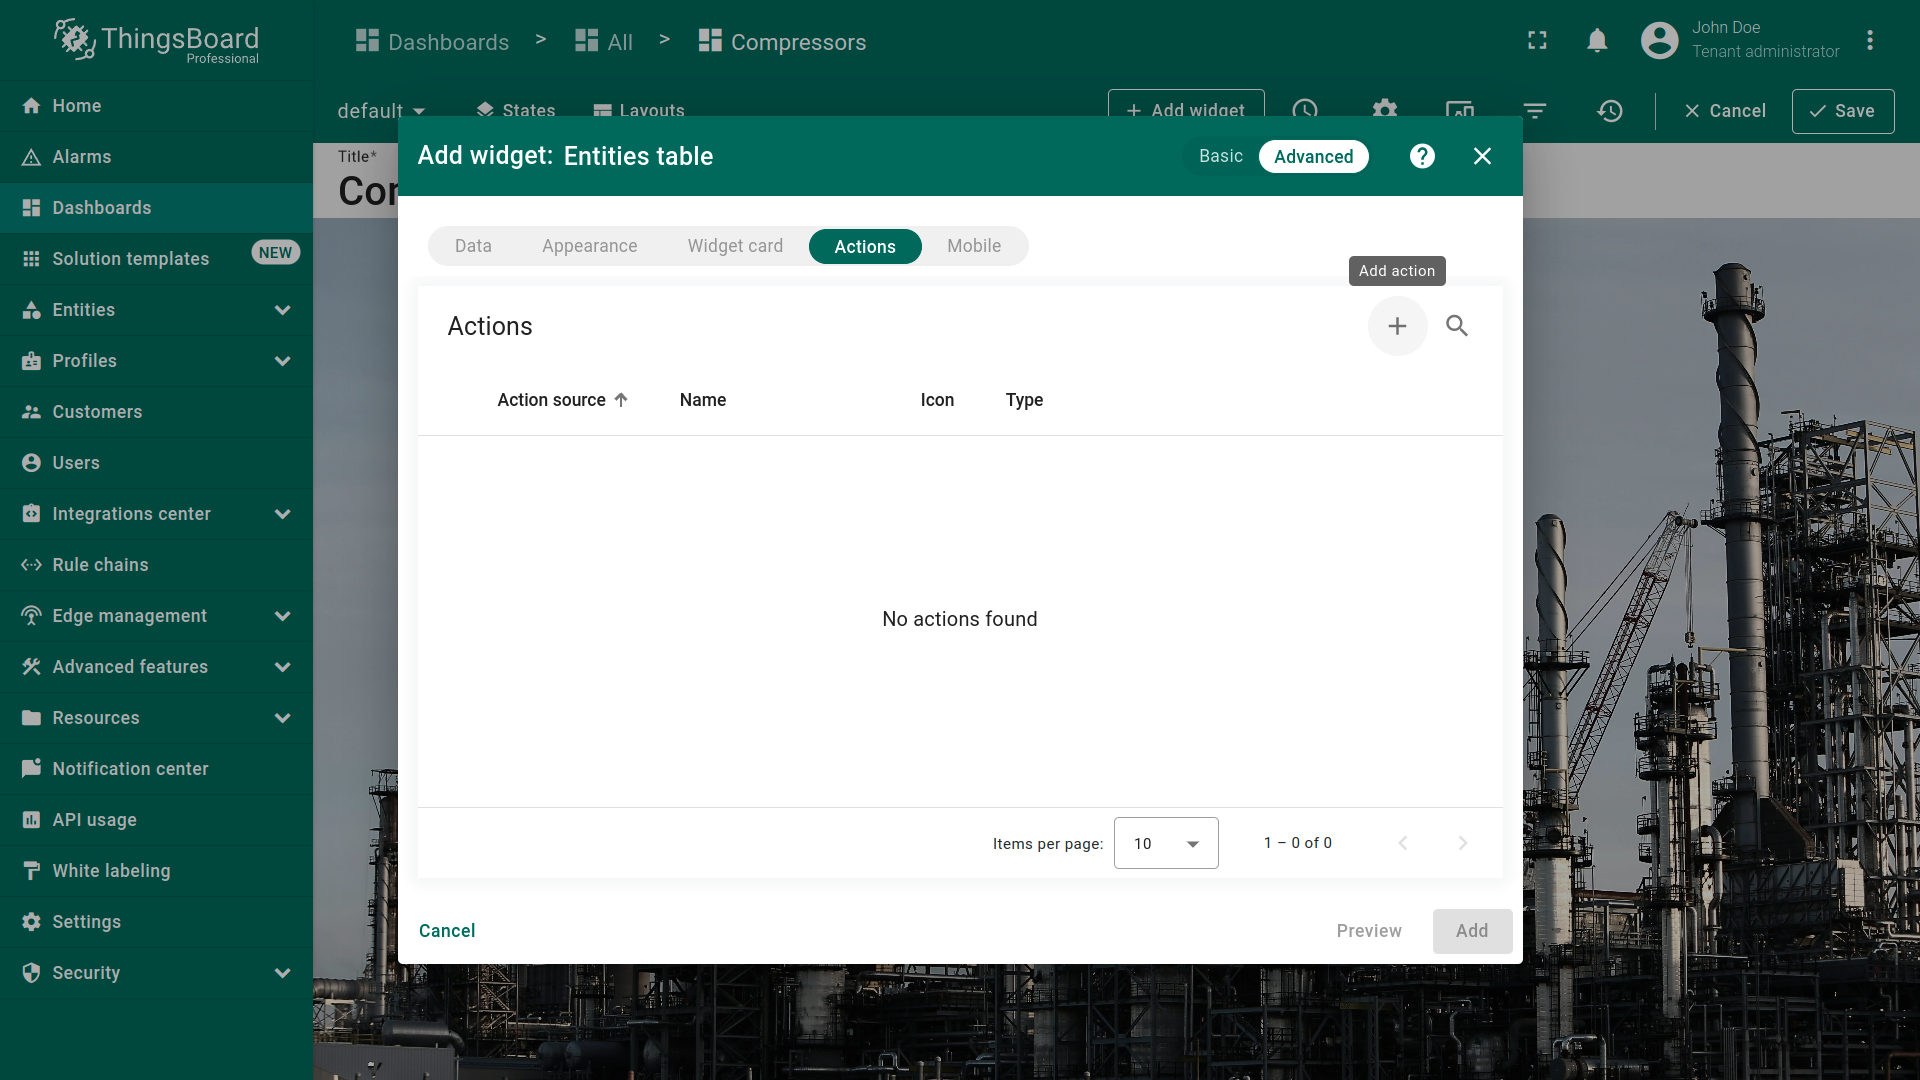 ThingsBoard
Professional
Dashboards > All > Compressors
John Doe
Tenant administrator
default
States
Layouts
+ Add widget
Cancel
Save
Home
Alarms
Dashboards
Solution templates
NEW
Entities
Profiles
Customers
Users
Integrations center
Rule chains
Edge management
Advanced features
Resources
Notification center
API usage
White labeling
Settings
Security
Title*
Add widget: Entities table
Basic
Advanced
Data
Appearance
Widget card
Actions
Mobile
Add action
Actions
Action source
Name
Icon
Type
No actions found
Items per page:
10
1 – 0 of 0
Cancel
Preview
Add